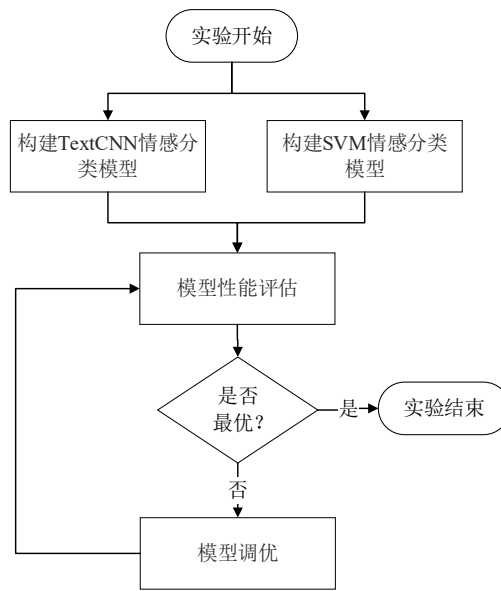 实验开始
构建TextCNN情感分
类模型
构建SVM情感分类
模型
模型性能评估
是否
最优？
是
实验结束
否
模型调优